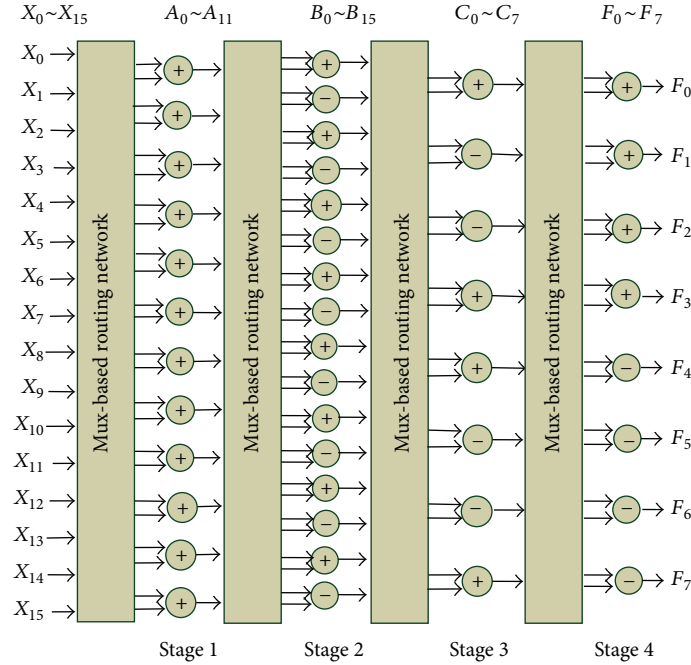 X0~X15 A0~A11 B0~B15 C0~C7 F0~F7
X0
X1
X2
X3
X4
X5
X6
X7
X8
X9
X10
X11
X12
X13
X14
X15
Mux-based routing network
+
+
+
+
+
+
+
+
+
+
+
+
Mux-based routing network
+
−
+
−
+
−
+
−
+
−
+
−
+
−
+
−
Mux-based routing network
+
−
−
+
+
−
−
+
Mux-based routing network
+
+
+
+
−
−
−
−
F0
F1
F2
F3
F4
F5
F6
F7
Stage 1 Stage 2 Stage 3 Stage 4